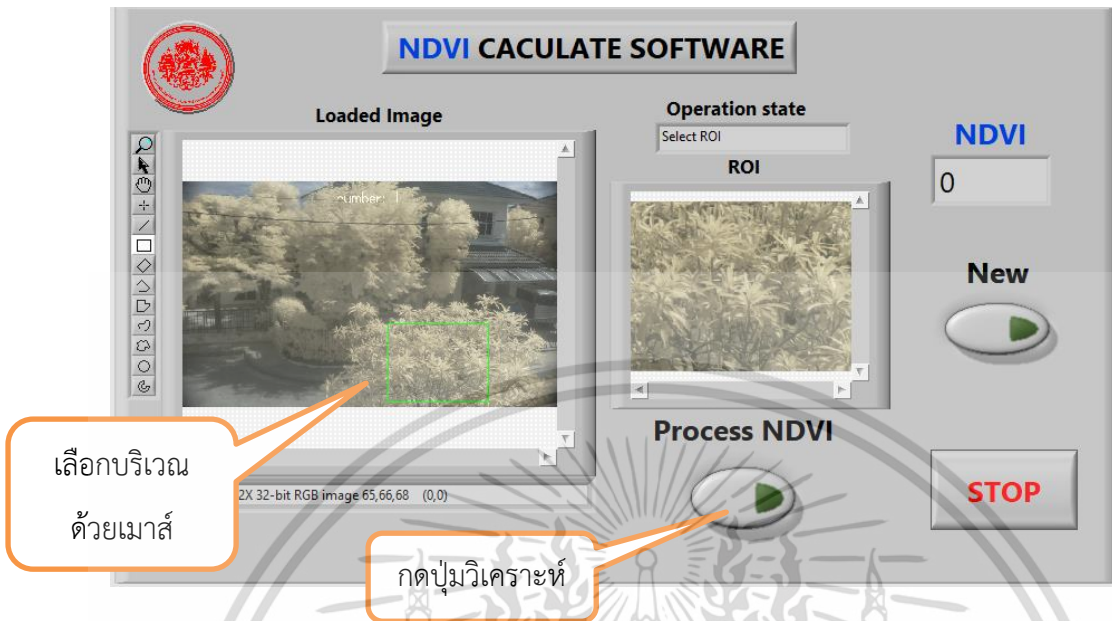 NDVI CACULATE SOFTWARE
Loaded Image
Operation state
Select ROI
ROI
NDVI
0
number: 1
New
Process NDVI
STOP
2X 32-bit RGB image 65,66,68 (0,0)
เลือกบริเวณ
ด้วยเมาส์
กดปุ่มวิเคราะห์